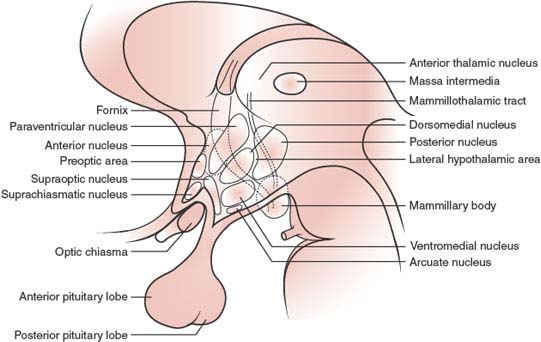 Fornix
Paraventricular nucleus
Anterior nucleus
Preoptic area
Supraoptic nucleus
Suprachiasmatic nucleus
Optic chiasma
Anterior pituitary lobe
Posterior pituitary lobe
Anterior thalamic nucleus
Massa intermedia
Mammillothalamic tract
Dorsomedial nucleus
Posterior nucleus
Lateral hypothalamic area
Mammillary body
Ventromedial nucleus
Arcuate nucleus